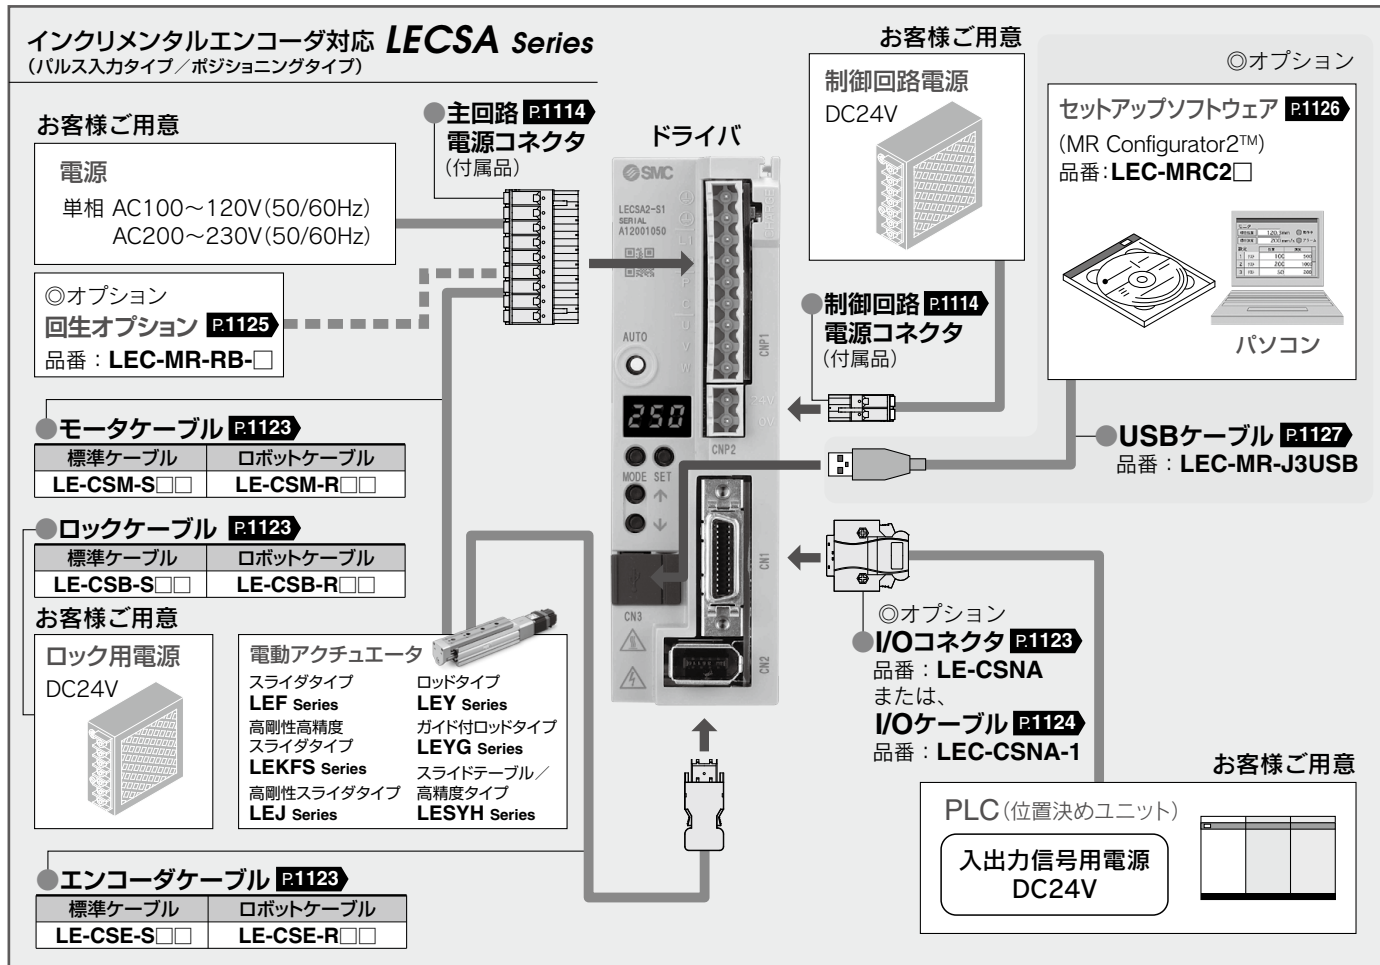 インクリメンタルエンコーダ対応 LECSA Series
（パルス入力タイプ／ポジショニングタイプ）
お客様ご用意
電源
単相 AC100～120V（50/60Hz）
AC200～230V（50/60Hz）
◎オプション
回生オプション P.1125
品番：LEC-MR-RB-□
●主回路 P.1114
電源コネクタ
（付属品）
●モータケーブル P.1123
標準ケーブル ロボットケーブル
LE-CSM-S□□ LE-CSM-R□□
●ロックケーブル P.1123
標準ケーブル ロボットケーブル
LE-CSB-S□□ LE-CSB-R□□
お客様ご用意
ロック用電源
DC24V
電動アクチュエータ
スライダタイプ
LEF Series
高剛性高精度
スライダタイプ
LEKFS Series
高剛性スライダタイプ
LEJ Series
ロッドタイプ
LEY Series
ガイド付ロッドタイプ
LEYG Series
スライドテーブル／
高精度タイプ
LESYH Series
●エンコーダケーブル P.1123
標準ケーブル ロボットケーブル
LE-CSE-S□□ LE-CSE-R□□
ドライバ
SMC
LECSA2-S1
SERIAL
A12001050
AUTO
CNP1
250
24V
0V
CNP2
MODE SET
CN1
CN3
CN2
お客様ご用意
制御回路電源
DC24V
●制御回路 P.1114
電源コネクタ
（付属品）
◎オプション
セットアップソフトウェア P.1126
(MR Configurator2™)
品番：LEC-MRC2□
パソコン
●USBケーブル P.1127
品番：LEC-MR-J3USB
◎オプション
●I/Oコネクタ P.1123
品番：LE-CSNA
または、
I/Oケーブル P.1124
品番：LEC-CSNA-1
お客様ご用意
PLC（位置決めユニット）
入出力信号用電源
DC24V